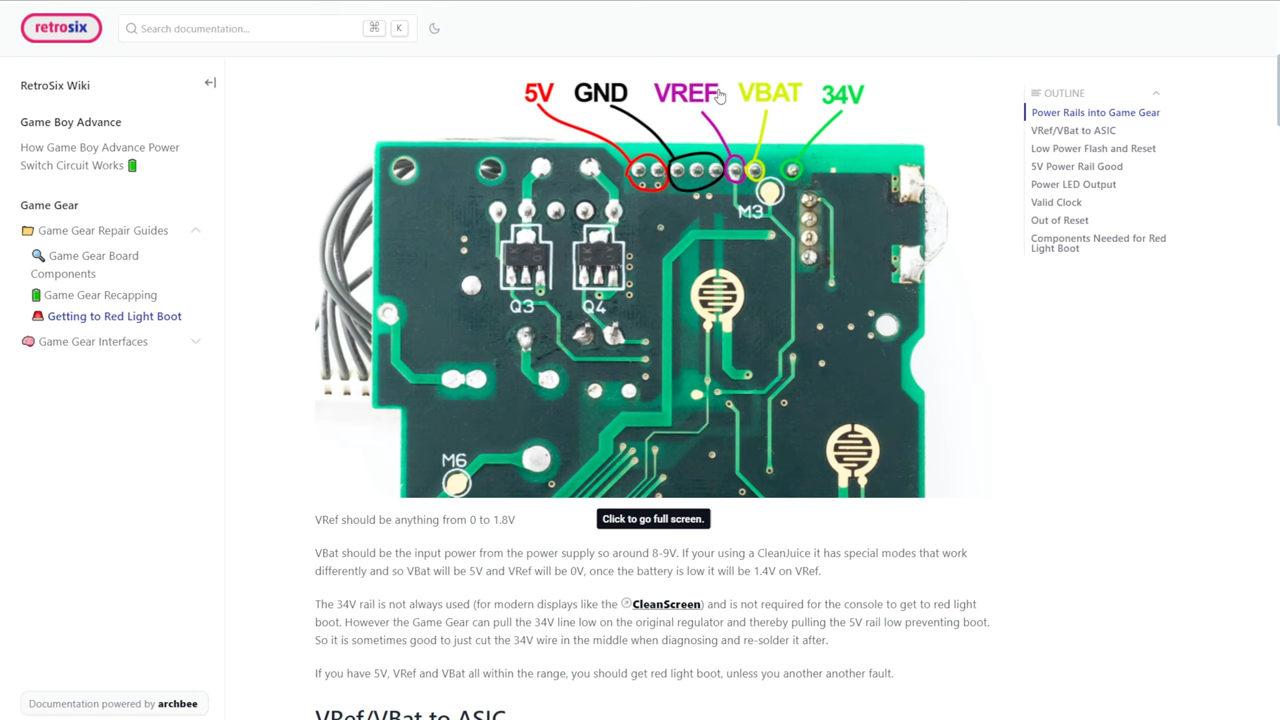 retrosix
Search documentation...
⌘ K
RetroSix Wiki
Game Boy Advance
How Game Boy Advance Power
Switch Circuit Works
Game Gear
Game Gear Repair Guides
Game Gear Board
Components
Game Gear Recapping
Getting to Red Light Boot
Game Gear Interfaces
Documentation powered by archbee
5V GND VREF VBAT 34V
M3
Q3 Q4
M6
VRef should be anything from 0 to 1.8V
Click to go full screen.
VBat should be the input power from the power supply so around 8-9V. If your using a CleanJuice it has special modes that work
differently and so VBat will be 5V and VRef will be 0V, once the battery is low it will be 1.4V on VRef.
The 34V rail is not always used (for modern displays like the CleanScreen) and is not required for the console to get to red light
boot. However the Game Gear can pull the 34V line low on the original regulator and thereby pulling the 5V rail low preventing boot.
So it is sometimes good to just cut the 34V wire in the middle when diagnosing and re-solder it after.
If you have 5V, VRef and VBat all within the range, you should get red light boot, unless you another another fault.
VRef/VBat to ASIC
OUTLINE
Power Rails into Game Gear
VRef/VBat to ASIC
Low Power Flash and Reset
5V Power Rail Good
Power LED Output
Valid Clock
Out of Reset
Components Needed for Red
Light Boot